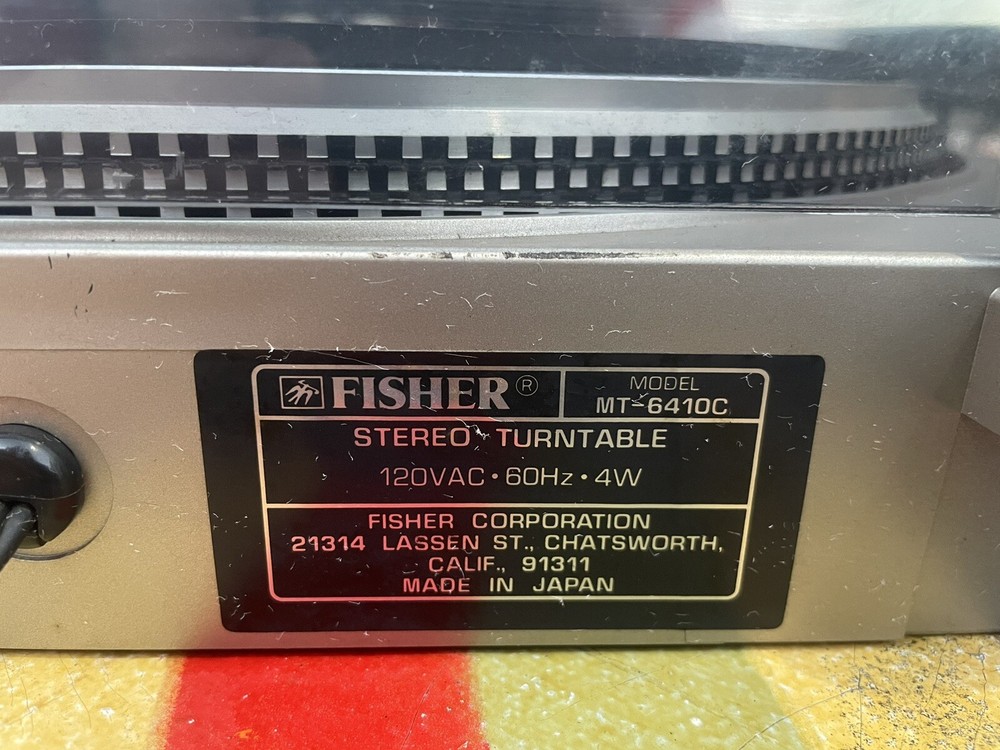 FISHER®
MODEL
MT-6410C
STEREO TURNTABLE
120VAC • 60Hz • 4W
FISHER CORPORATION
21314 LASSEN ST., CHATSWORTH,
CALIF., 91311
MADE IN JAPAN